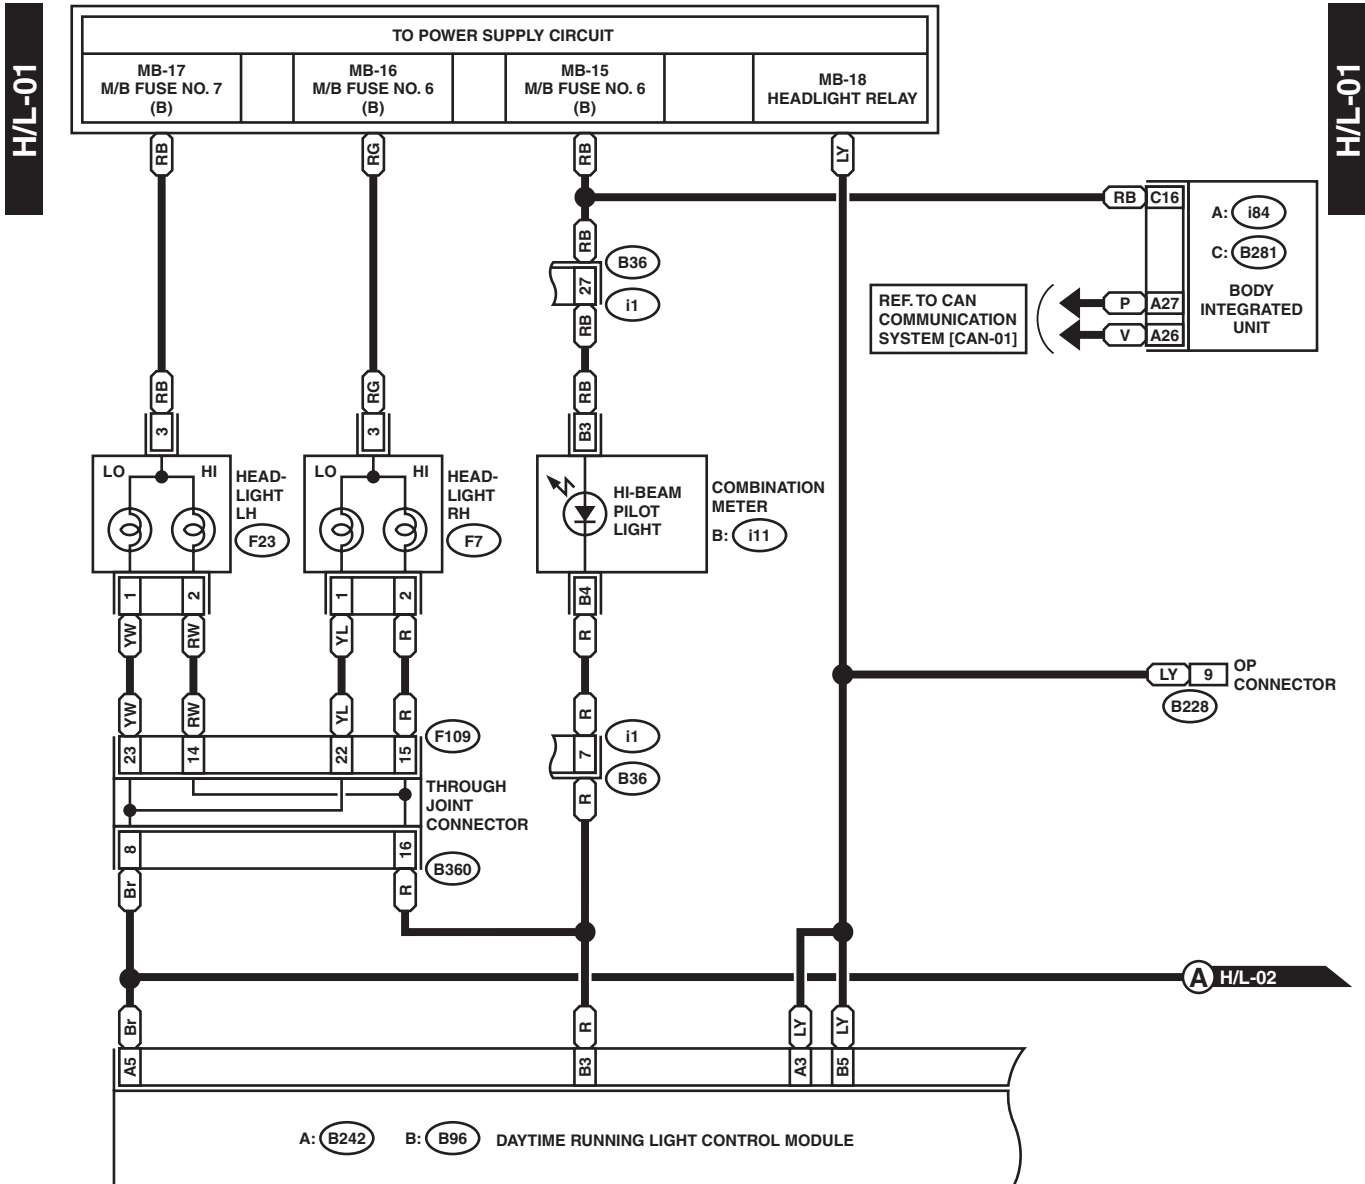 H/L-01
H/L-01
TO POWER SUPPLY CIRCUIT
MB-17
M/B FUSE NO. 7
(B)
MB-16
M/B FUSE NO. 6
(B)
MB-15
M/B FUSE NO. 6
(B)
MB-18
HEADLIGHT RELAY
RB
RG
RB
LY
RB
C16
A: i84
C: B281
BODY
INTEGRATED
UNIT
RB
B36
27
i1
RB
REF. TO CAN
COMMUNICATION
SYSTEM [CAN-01]
P
A27
V
A26
RB
RG
RB
3
3
B3
LO
HI
HEAD-
LIGHT
LH
F23
LO
HI
HEAD-
LIGHT
RH
F7
HI-BEAM
PILOT
LIGHT
COMBINATION
METER
B: i11
1
2
1
2
B4
YW
RW
YL
R
R
LY
9
OP
CONNECTOR
B228
YW
RW
YL
R
R
23
14
22
15
F109
7
i1
B36
THROUGH
JOINT
CONNECTOR
R
8
16
B360
Br
R
A
H/L-02
Br
R
LY
LY
A5
B3
A3
B5
A: B242
B: B96
DAYTIME RUNNING LIGHT CONTROL MODULE